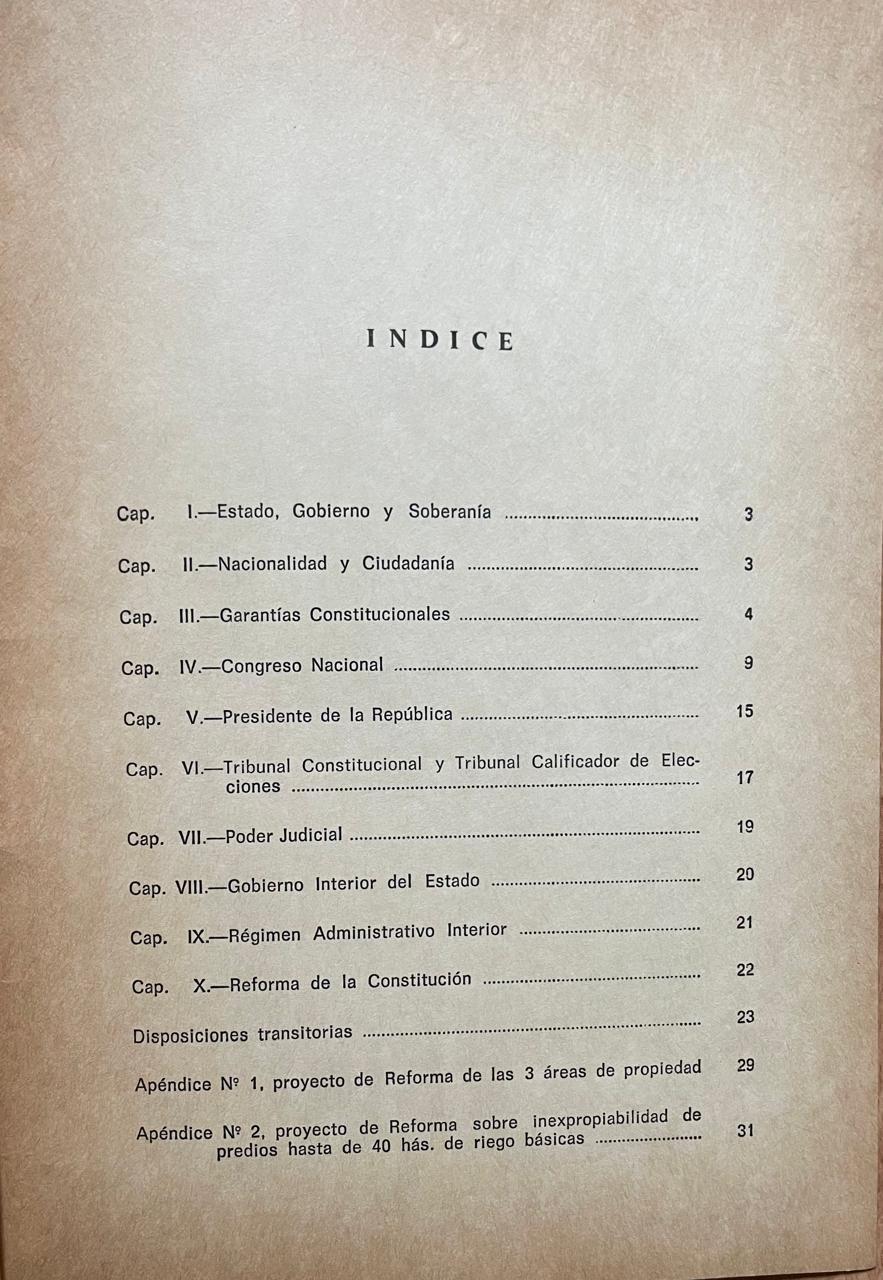 INDICE
Cap. I.—Estado, Gobierno y Soberanía ........................................ 3
Cap. II.—Nacionalidad y Ciudadanía ........................................ 3
Cap. III.—Garantías Constitucionales ........................................ 4
Cap. IV.—Congreso Nacional ........................................ 9
Cap. V.—Presidente de la República ........................................ 15
Cap. VI.—Tribunal Constitucional y Tribunal Calificador de Elec-
ciones ........................................ 17
Cap. VII.—Poder Judicial ........................................ 19
Cap. VIII.—Gobierno Interior del Estado ........................................ 20
Cap. IX.—Régimen Administrativo Interior ........................................ 21
Cap. X.—Reforma de la Constitución ........................................ 22
Disposiciones transitorias ........................................ 23
Apéndice Nº 1, proyecto de Reforma de las 3 áreas de propiedad 29
Apéndice Nº 2, proyecto de Reforma sobre inexpropiabilidad de
predios hasta de 40 hás. de riego básicas ........................ 31